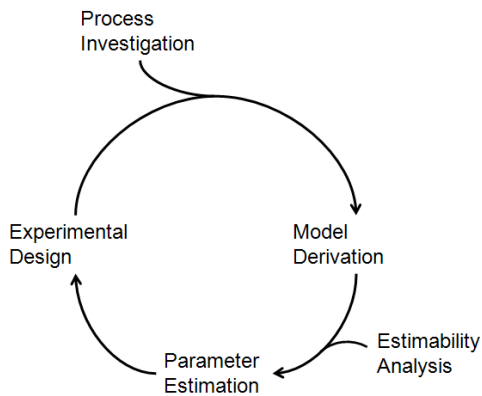 Process
Investigation
Experimental
Design
Model
Derivation
Estimability
Analysis
Parameter
Estimation